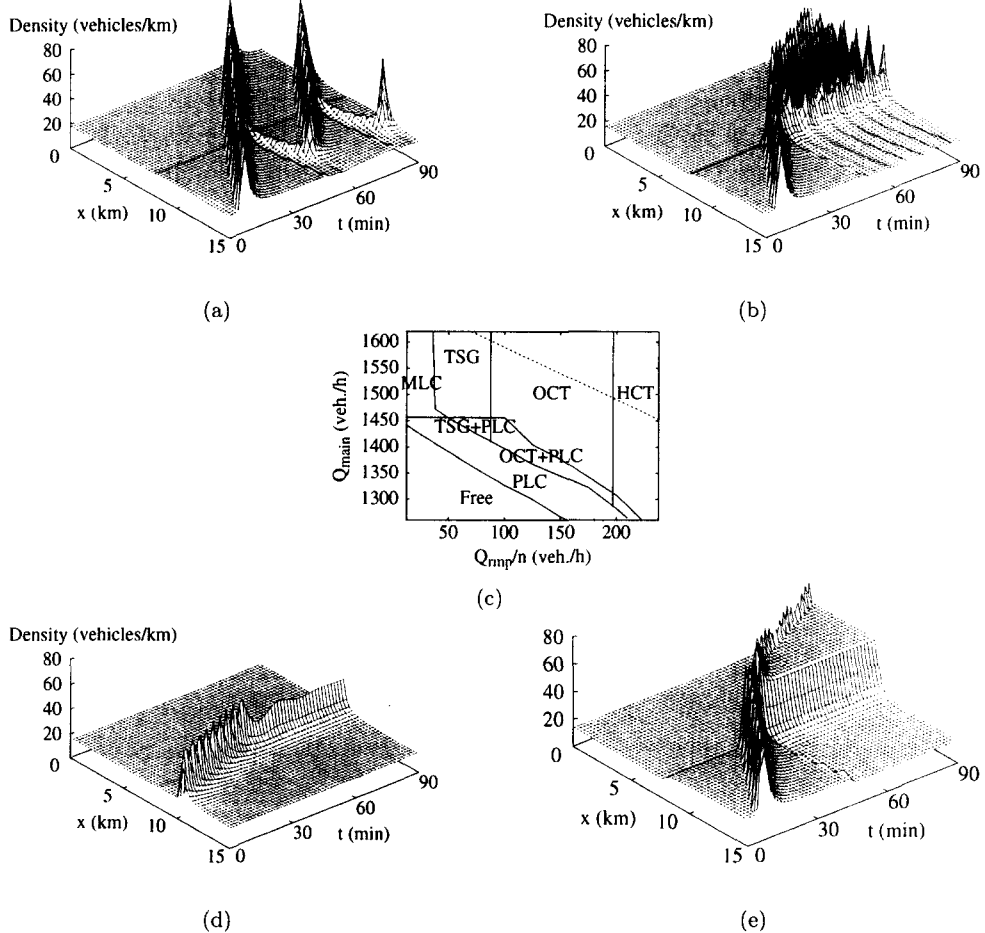 Density (vehicles/km)
80
60
40
20
0
5
x (km)
10
15
0
30
60
90
t (min)
(a)
Density (vehicles/km)
80
60
40
20
0
5
x (km)
10
15
0
30
60
90
t (min)
(b)
Q_main (veh./h)
1600
1550
1500
1450
1400
1350
1300
MLC
TSG
OCT
HCT
TSG+PLC
OCT+PLC
PLC
Free
50
100
150
200
Q_rmp/n (veh./h)
(c)
Density (vehicles/km)
80
60
40
20
0
5
x (km)
10
15
0
30
60
90
t (min)
(d)
80
60
40
20
0
5
x (km)
10
15
0
30
60
90
t (min)
(e)